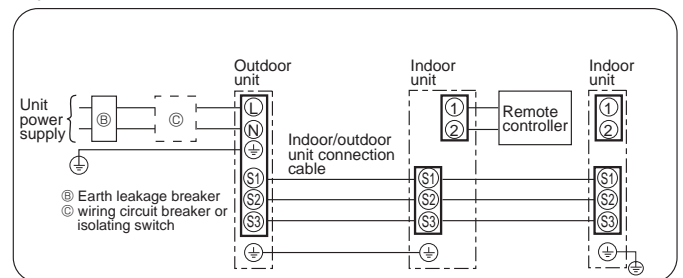 Outdoor
unit
Indoor
unit
Indoor
unit
Unit
power
supply
Ⓑ
Ⓒ
L
N
S1
S2
S3
Indoor/outdoor
unit connection
cable
1
2
Remote
controller
S1
S2
S3
1
2
S1
S2
S3
Ⓑ Earth leakage breaker
Ⓒ wiring circuit breaker or
isolating switch